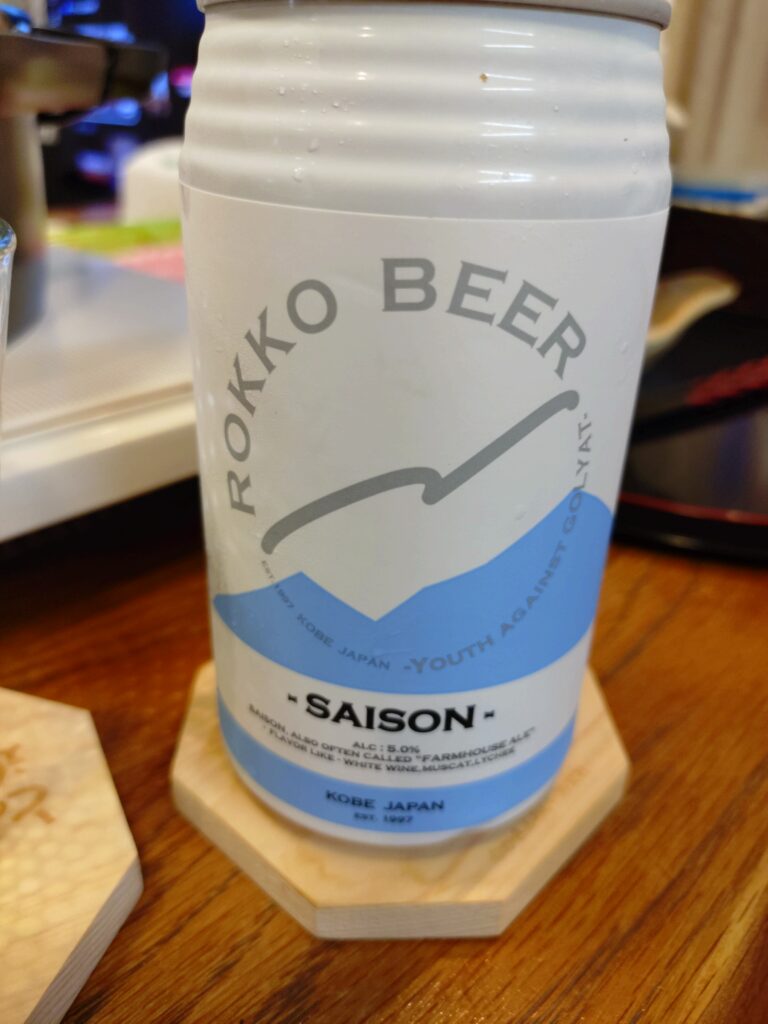 ROKKO BEER
EST. 1997 KOBE JAPAN -YOUTH AGAINST GOLYAT-
- SAISON -
ALC : 5.0%
SAISON, ALSO OFTEN CALLED "FARMHOUSE ALE".
- FLAVOR LIKE - WHITE WINE,MUSCAT,LYCHEE
KOBE JAPAN
EST. 1997